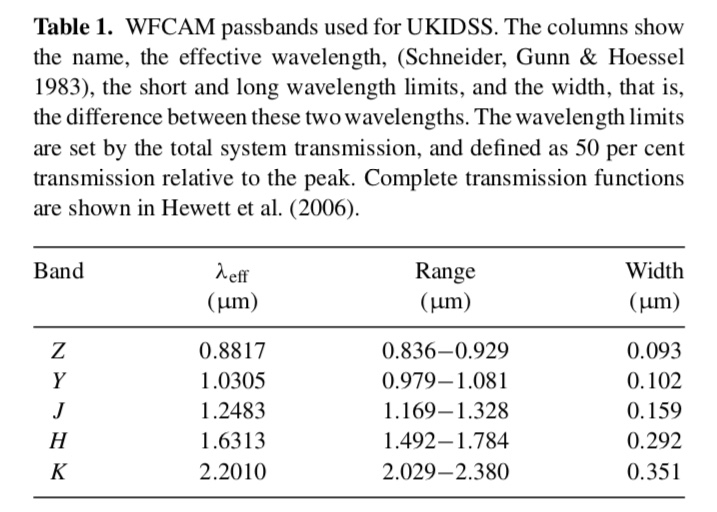 Table 1. WFCAM passbands used for UKIDSS. The columns show
the name, the effective wavelength, (Schneider, Gunn & Hoessel
1983), the short and long wavelength limits, and the width, that is,
the difference between these two wavelengths. The wavelength limits
are set by the total system transmission, and defined as 50 per cent
transmission relative to the peak. Complete transmission functions
are shown in Hewett et al. (2006).
Band λeff Range Width
(μm) (μm) (μm)
Z 0.8817 0.836–0.929 0.093
Y 1.0305 0.979–1.081 0.102
J 1.2483 1.169–1.328 0.159
H 1.6313 1.492–1.784 0.292
K 2.2010 2.029–2.380 0.351